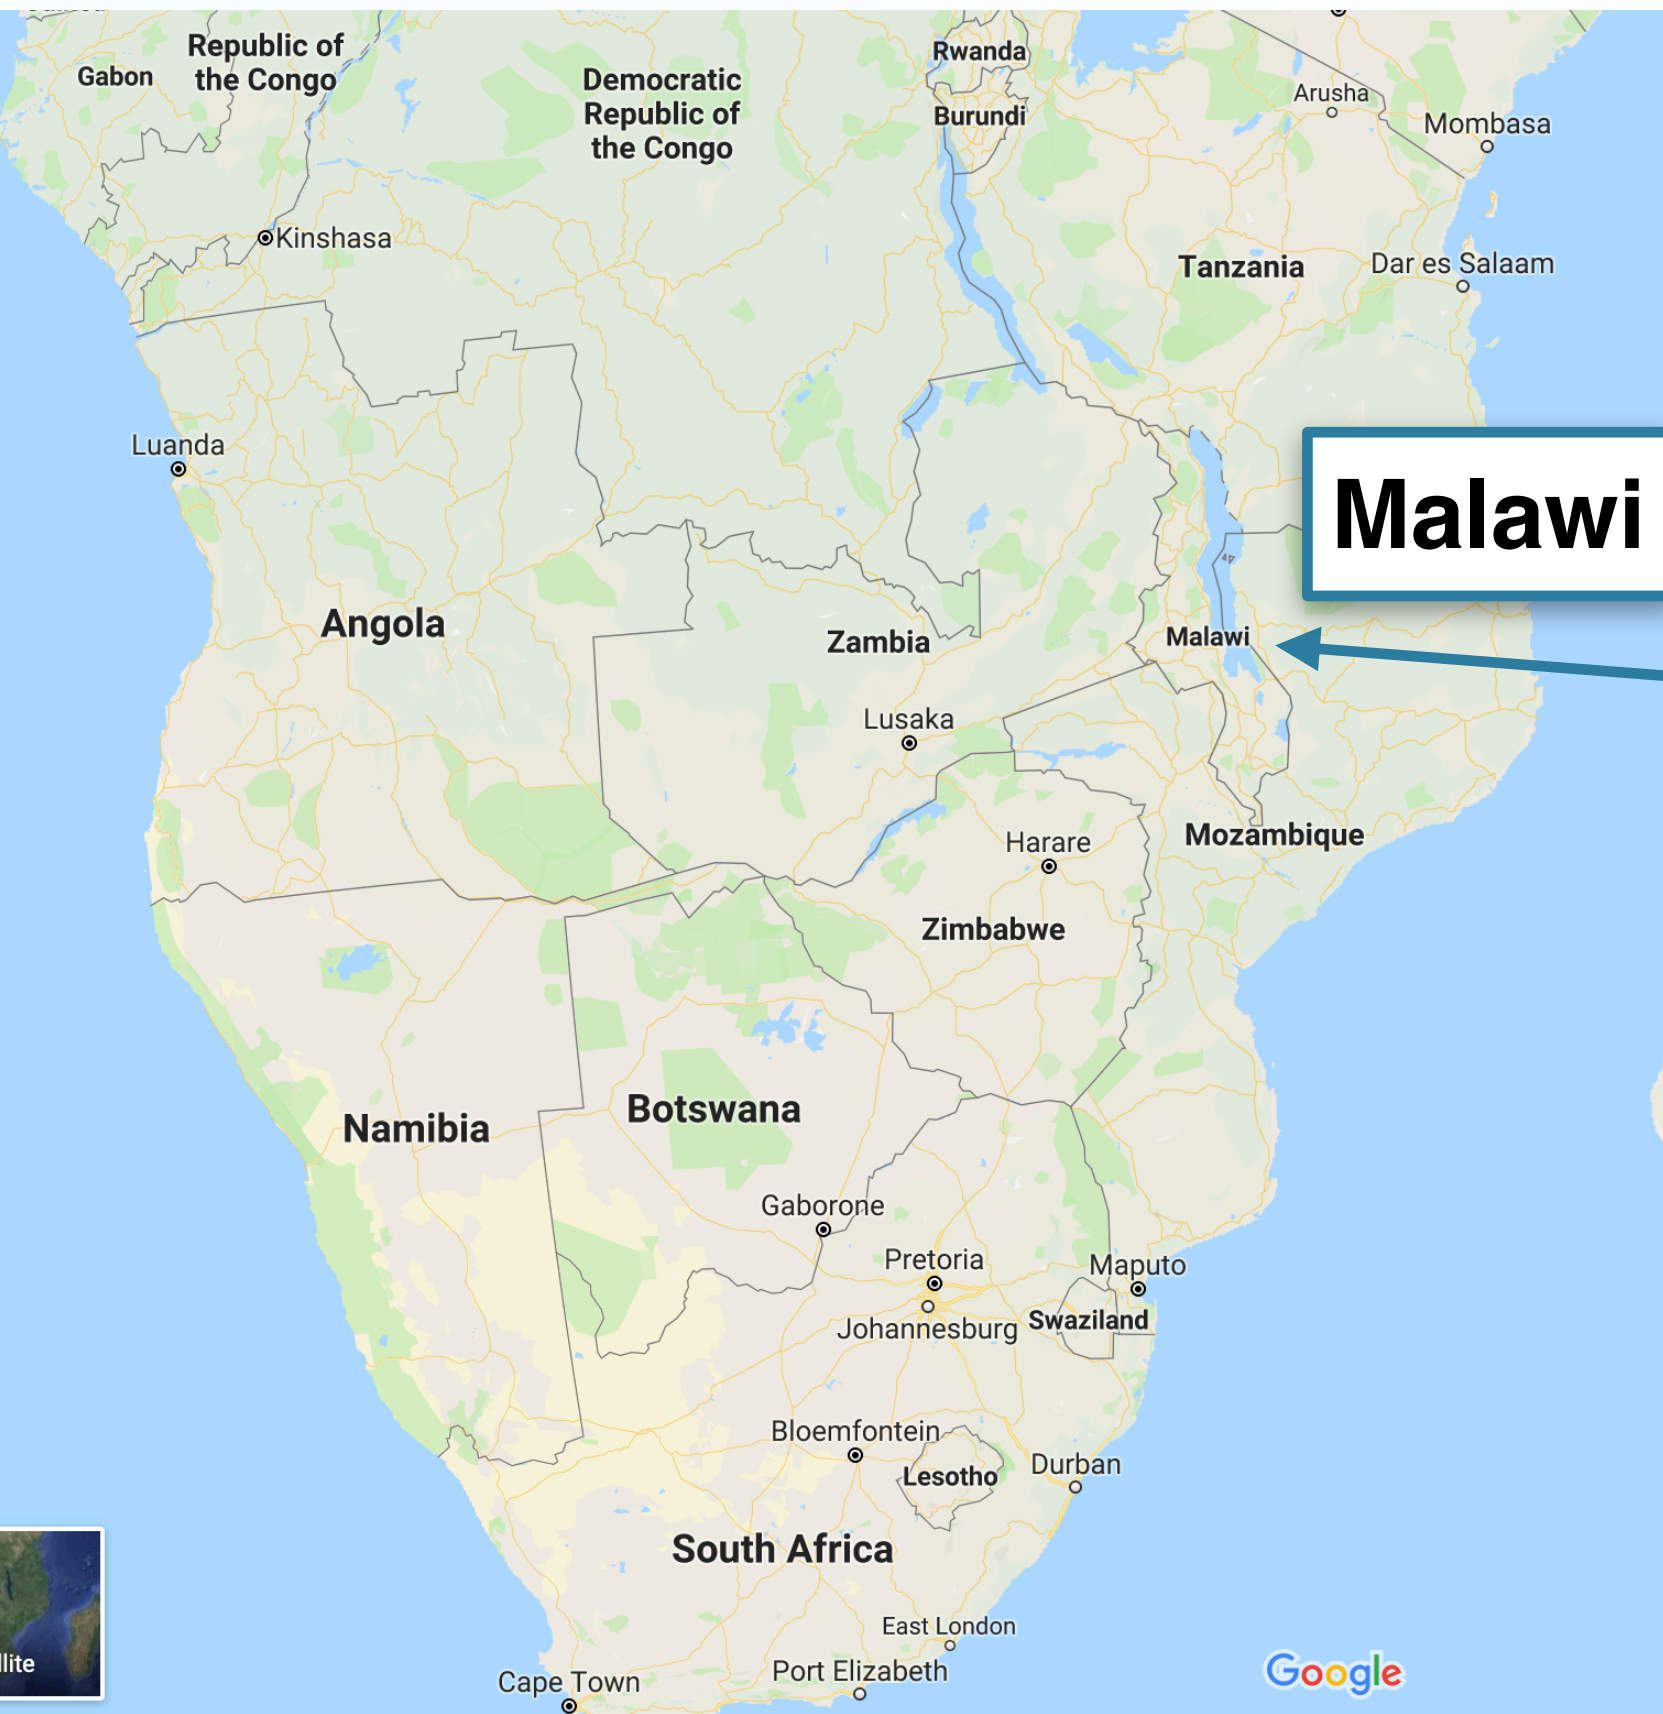 Republic of
the Congo
Gabon
Democratic
Republic of
the Congo
Rwanda
Burundi
Arusha
Mombasa
Kinshasa
Tanzania
Dar es Salaam
Luanda
Malawi
Angola
Zambia
Malawi
Lusaka
Harare
Mozambique
Zimbabwe
Namibia
Botswana
Gaborone
Pretoria
Maputo
Johannesburg
Swaziland
Bloemfontein
Lesotho
Durban
South Africa
East London
Port Elizabeth
Cape Town
llite
Google